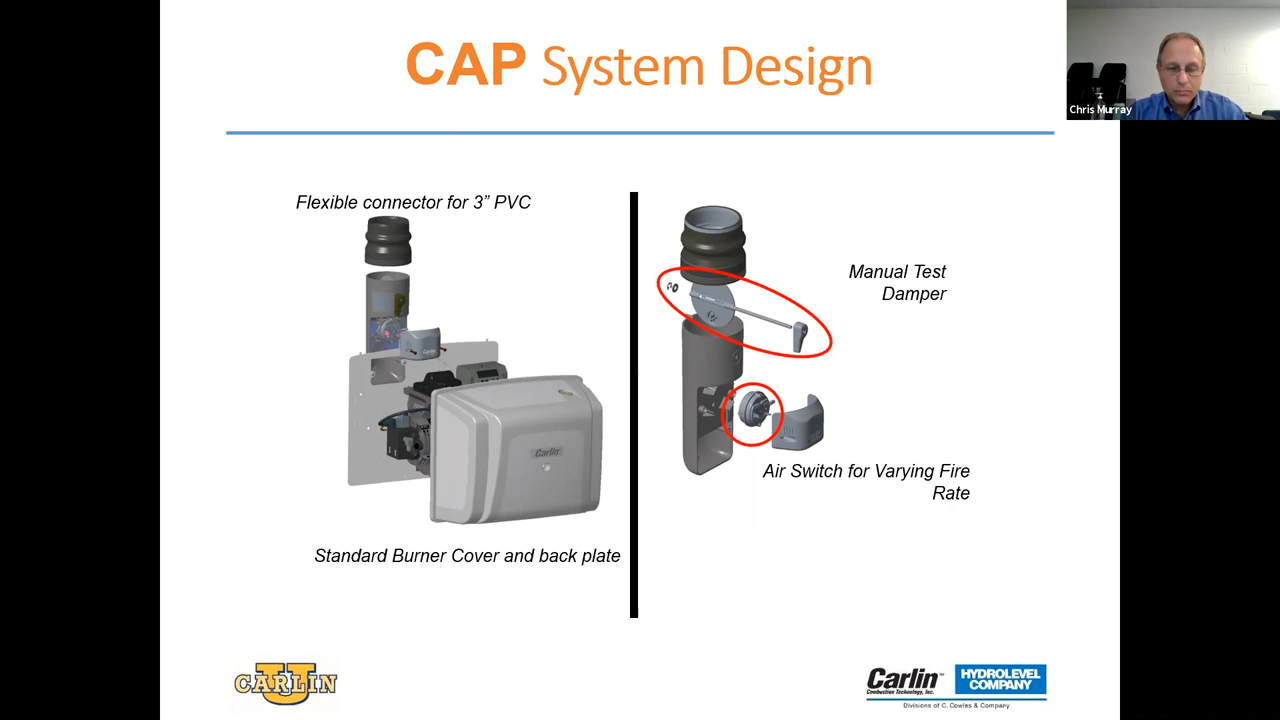 CAP System Design
Chris Murray
Flexible connector for 3” PVC
Manual Test
Damper
Carlin
Air Switch for Varying Fire
Rate
Standard Burner Cover and back plate
U
CARLIN
Carlin™
Combustion Technology, Inc.
HYDROLEVEL
COMPANY
Divisions of C. Cowles & Company